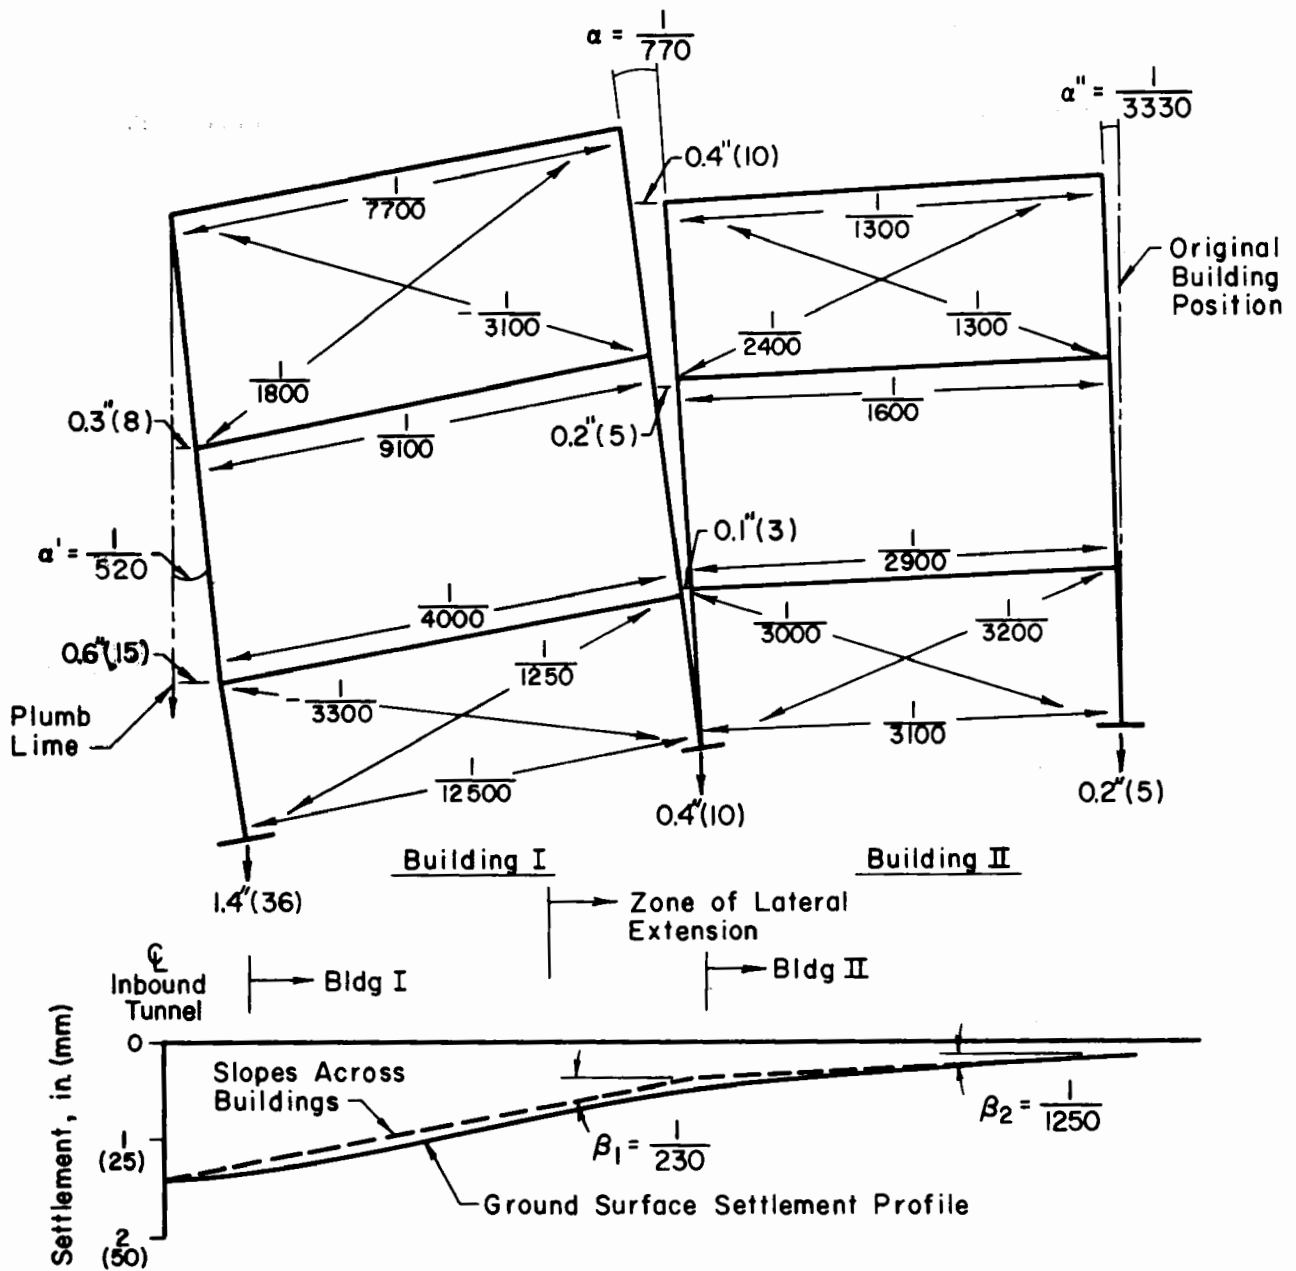 α = 1/770
α" = 1/3330
0.4"(10)
1/7700
1/1300
Original
Building
Position
-1/3100
1/1300
1/2400
1/1800
1/1600
0.3"(8)
1/9100
0.2"(5)
0.1"(3)
α' = 1/520
1/2900
1/4000
1/3000
1/3200
0.6"(15)
1/1250
-1/3300
Plumb
Lime
1/3100
1/12500
0.4"(10)
0.2"(5)
Building I
Building II
1.4"(36)
Zone of Lateral
Extension
℄
Inbound
Tunnel
Bldg I
Bldg II
0
Slopes Across
Buildings
β₂ = 1/1250
1
(25)
β₁ = 1/230
Ground Surface Settlement Profile
2
(50)
Settlement, in. (mm)